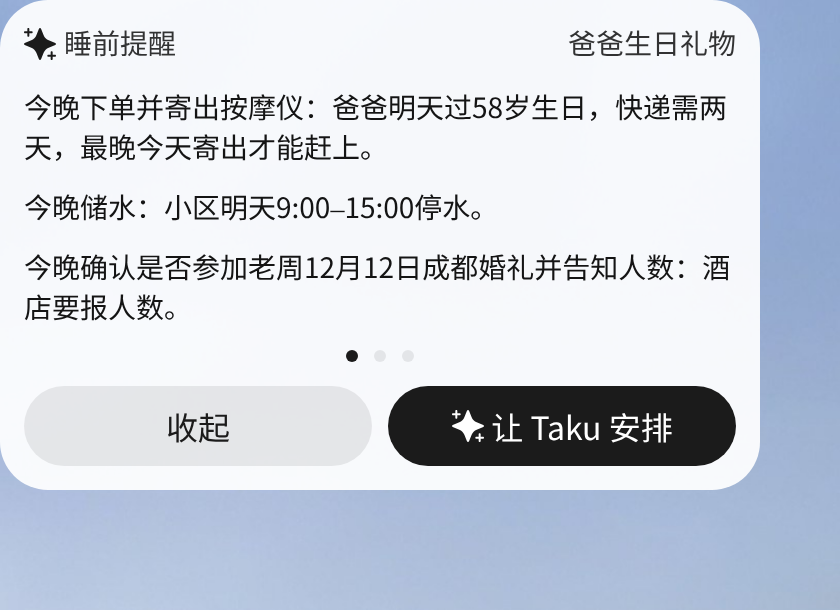 睡前提醒
爸爸生日礼物
今晚下单并寄出按摩仪：爸爸明天过58岁生日，快递需两
天，最晚今天寄出才能赶上。
今晚储水：小区明天9:00–15:00停水。
今晚确认是否参加老周12月12日成都婚礼并告知人数：酒
店要报人数。
收起
让 Taku 安排